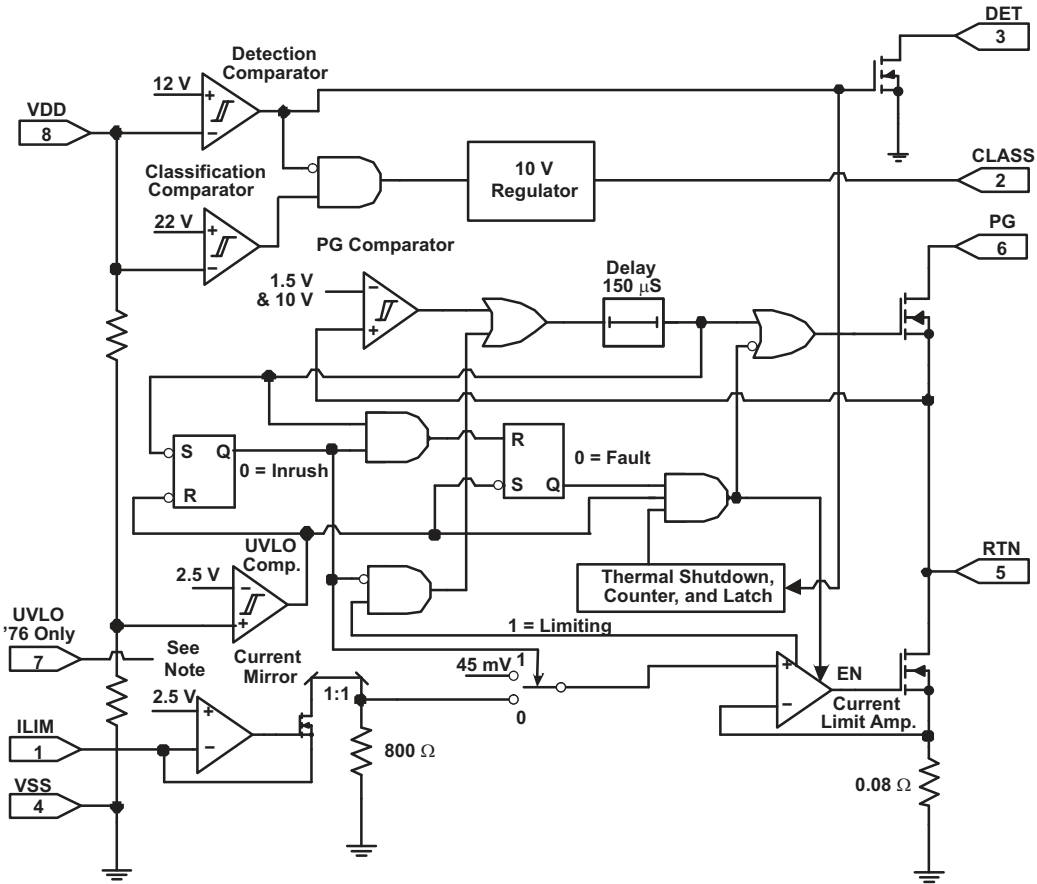 DET
3
Detection
Comparator
12 V
VDD
8
Classification
Comparator
10 V
Regulator
CLASS
2
22 V
PG
6
PG Comparator
1.5 V
& 10 V
Delay
150 μS
S Q
R
0 = Inrush
R
S Q
0 = Fault
UVLO
Comp.
2.5 V
Thermal Shutdown,
Counter, and Latch
RTN
5
UVLO
'76 Only
7
See
Note
Current
Mirror
1 = Limiting
45 mV
1
0
EN
Current
Limit Amp.
2.5 V
1:1
ILIM
1
800 Ω
0.08 Ω
VSS
4